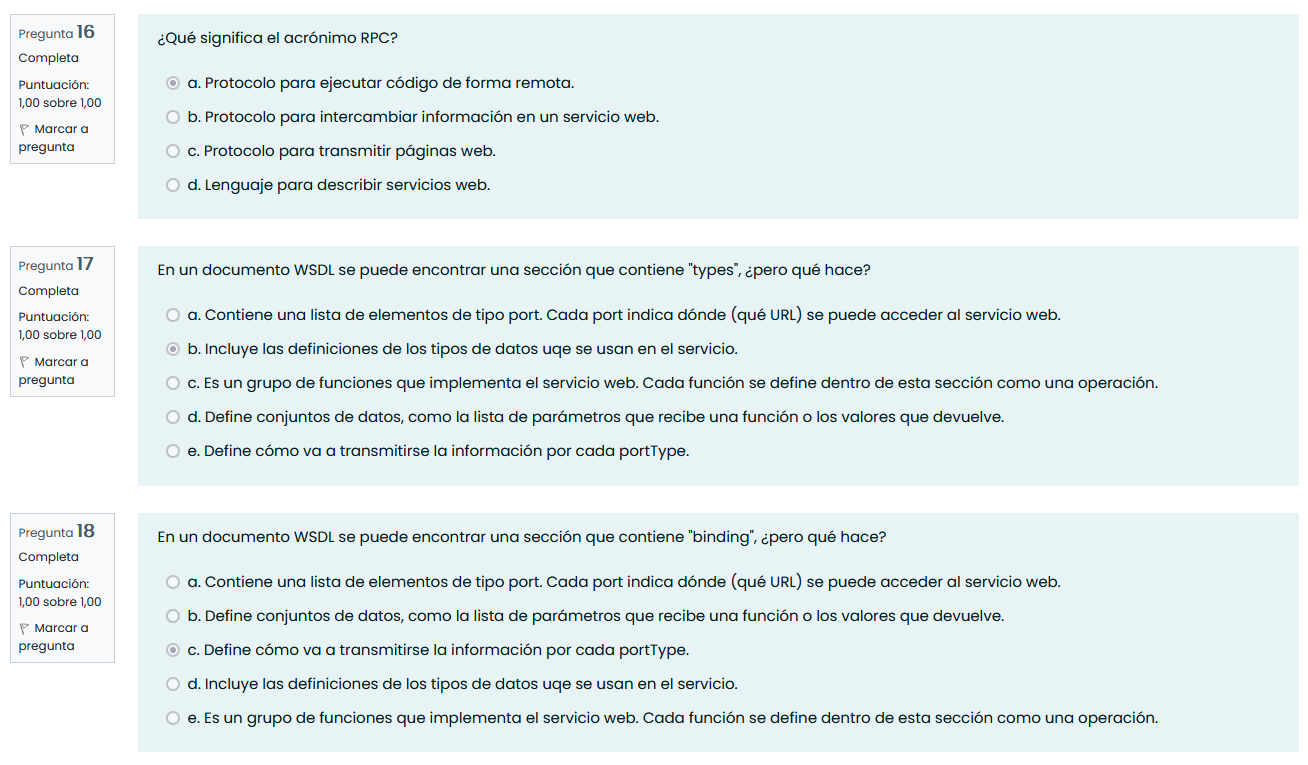 Pregunta 16
Completa
Puntuación:
1,00 sobre 1,00
Marcar a
pregunta
¿Qué significa el acrónimo RPC?
a. Protocolo para ejecutar código de forma remota.
b. Protocolo para intercambiar información en un servicio web.
c. Protocolo para transmitir páginas web.
d. Lenguaje para describir servicios web.
Pregunta 17
Completa
Puntuación:
1,00 sobre 1,00
Marcar a
pregunta
En un documento WSDL se puede encontrar una sección que contiene "types", ¿pero qué hace?
a. Contiene una lista de elementos de tipo port. Cada port indica dónde (qué URL) se puede acceder al servicio web.
b. Incluye las definiciones de los tipos de datos uqe se usan en el servicio.
c. Es un grupo de funciones que implementa el servicio web. Cada función se define dentro de esta sección como una operación.
d. Define conjuntos de datos, como la lista de parámetros que recibe una función o los valores que devuelve.
e. Define cómo va a transmitirse la información por cada portType.
Pregunta 18
Completa
Puntuación:
1,00 sobre 1,00
Marcar a
pregunta
En un documento WSDL se puede encontrar una sección que contiene "binding", ¿pero qué hace?
a. Contiene una lista de elementos de tipo port. Cada port indica dónde (qué URL) se puede acceder al servicio web.
b. Define conjuntos de datos, como la lista de parámetros que recibe una función o los valores que devuelve.
c. Define cómo va a transmitirse la información por cada portType.
d. Incluye las definiciones de los tipos de datos uqe se usan en el servicio.
e. Es un grupo de funciones que implementa el servicio web. Cada función se define dentro de esta sección como una operación.